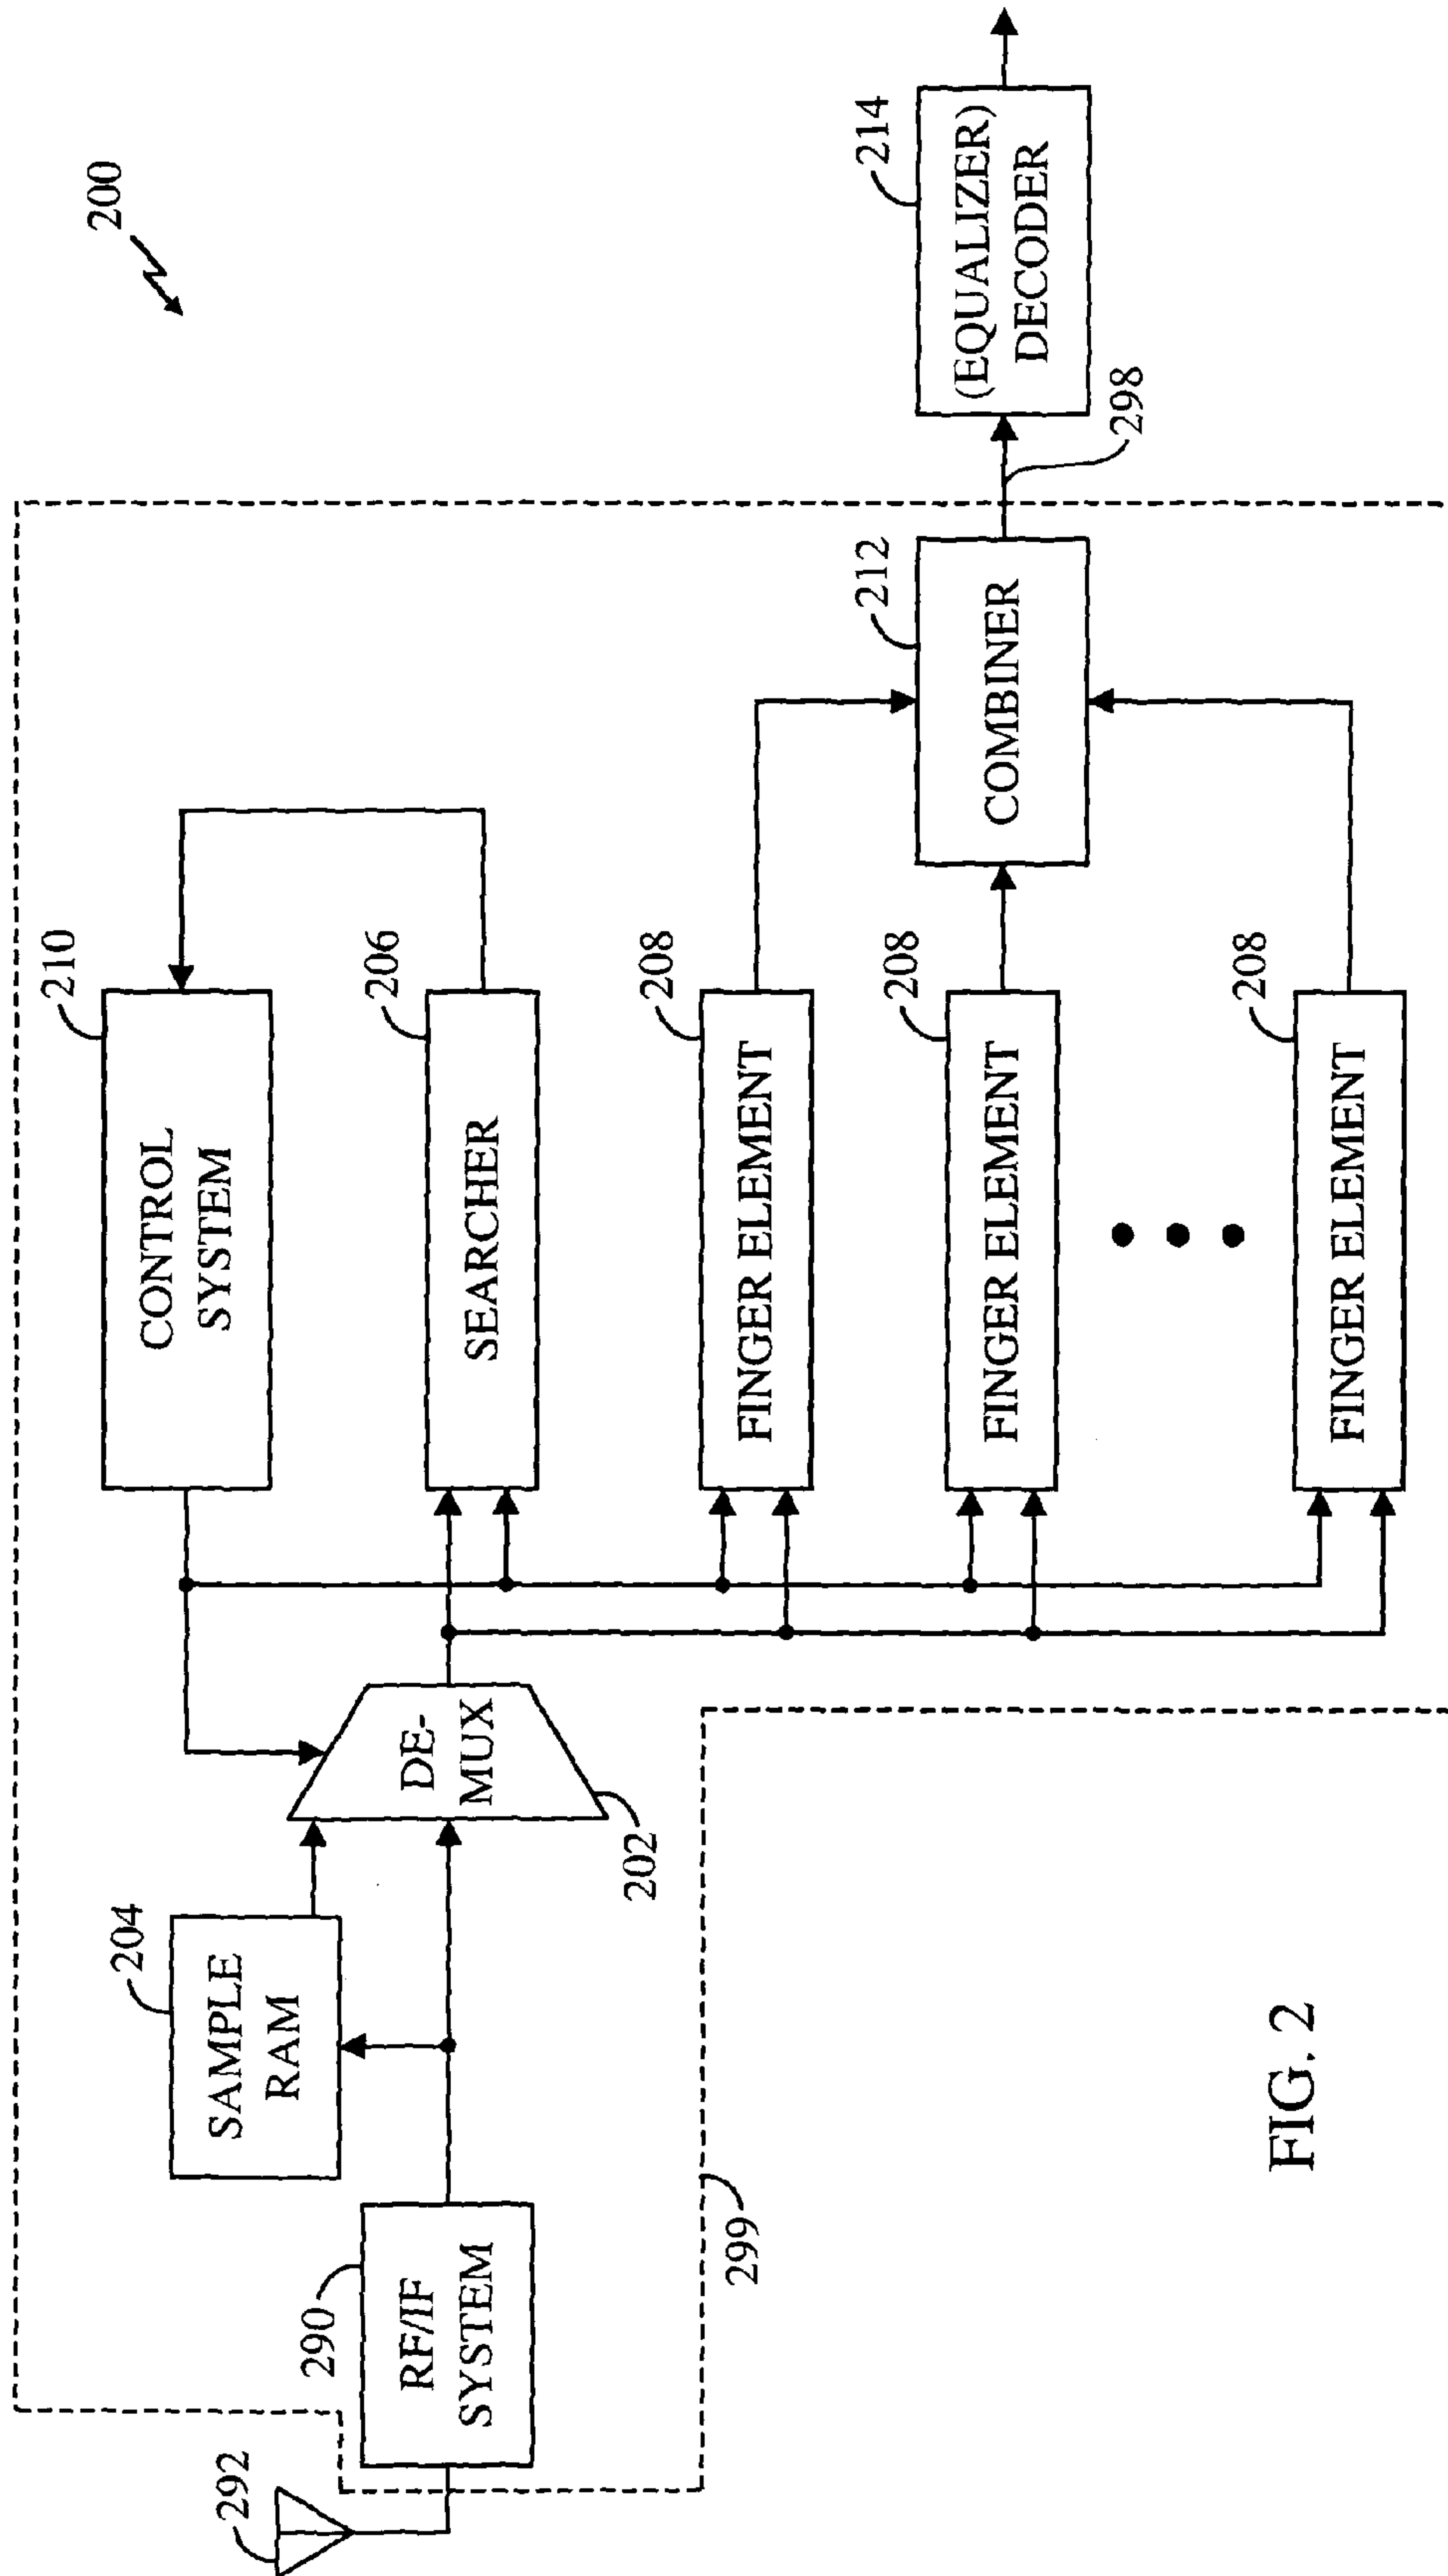 200
292
290
RF/IF
SYSTEM
204
SAMPLE
RAM
DE-
MUX
202
210
CONTROL
SYSTEM
206
SEARCHER
208
FINGER ELEMENT
208
FINGER ELEMENT
208
FINGER ELEMENT
212
COMBINER
298
214
(EQUALIZER)
DECODER
299
FIG. 2